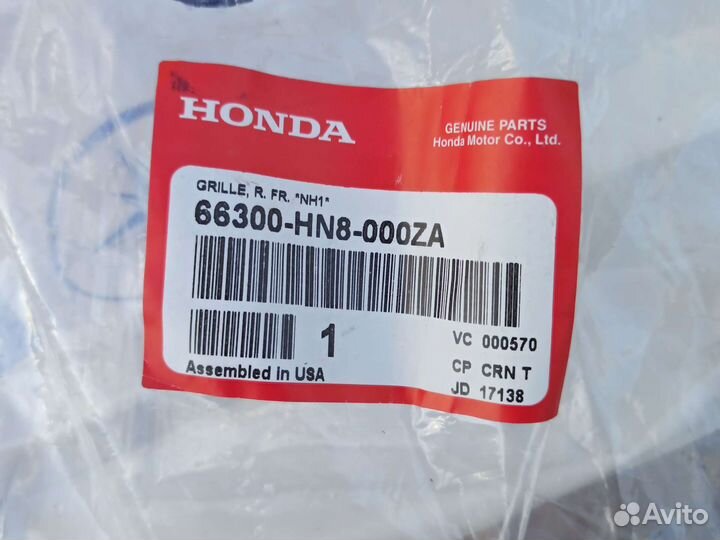 HONDA
GENUINE PARTS
Honda Motor Co., Ltd.
GRILLE, R. FR. "NH1"
66300-HN8-000ZA
1
VC 000570
Assembled in USA
CP CRN T
JD 17138
Avito